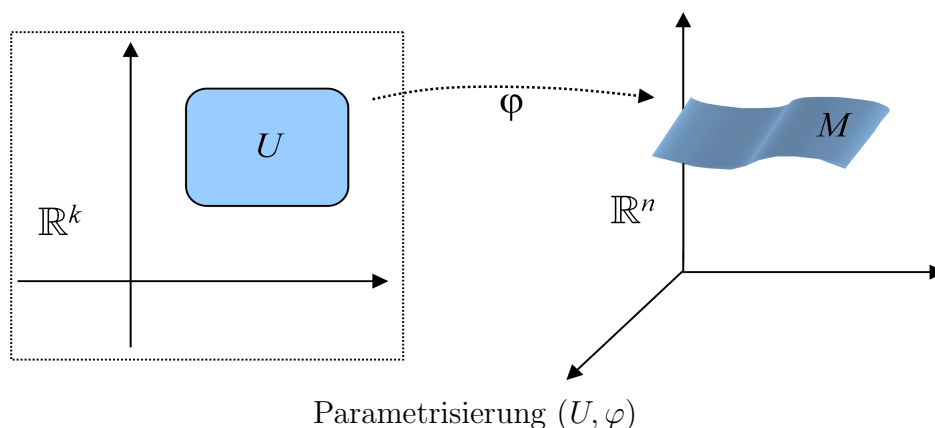 φ
U
M
ℝ^k
ℝ^n
Parametrisierung (U, φ)